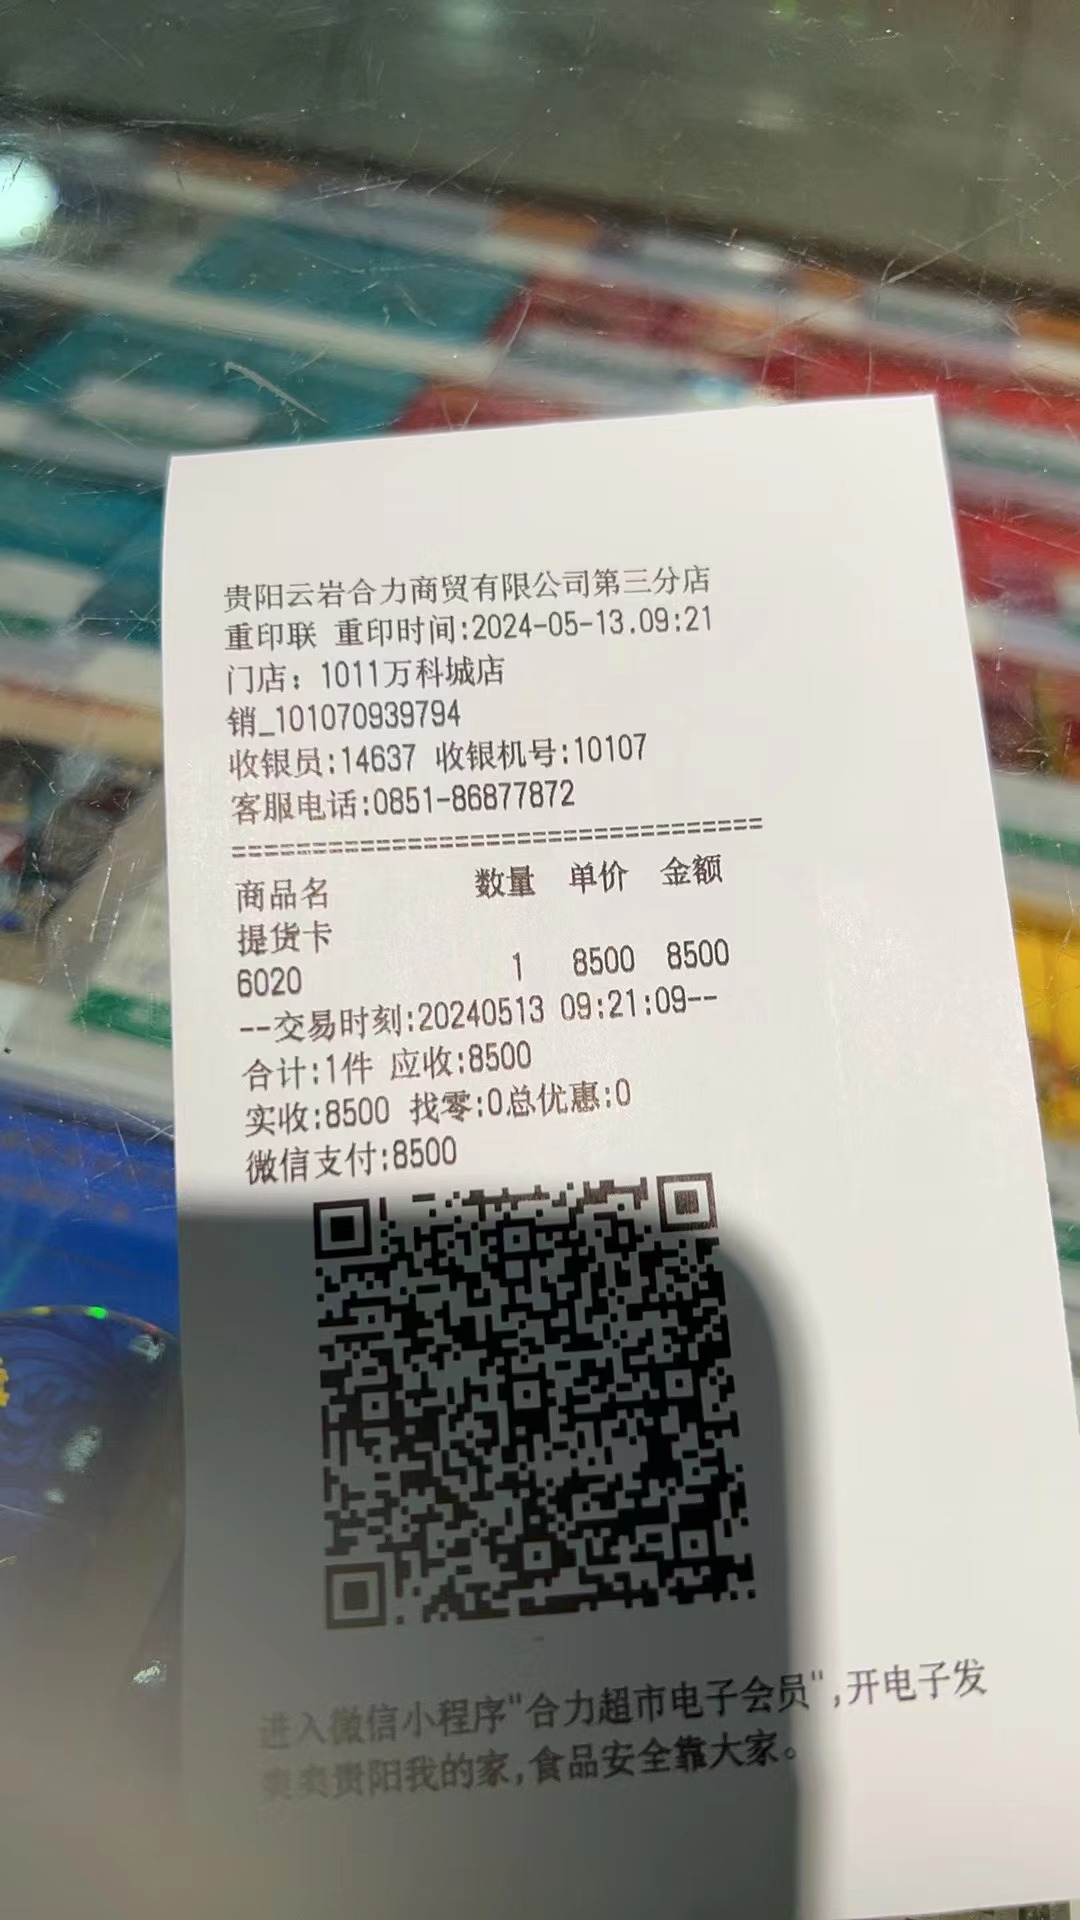 贵阳云岩合力商贸有限公司第三分店
重印联 重印时间:2024-05-13.09:21
门店：1011万科城店
销_101070939794
收银员:14637 收银机号:10107
客服电话:0851-86877872
==================================
商品名 数量 单价 金额
提货卡
6020 1 8500 8500
--交易时刻:20240513 09:21:09--
合计:1件 应收:8500
实收:8500 找零:0总优惠:0
微信支付:8500
进入微信小程序"合力超市电子会员",开电子发
爽爽贵阳我的家,食品安全靠大家。